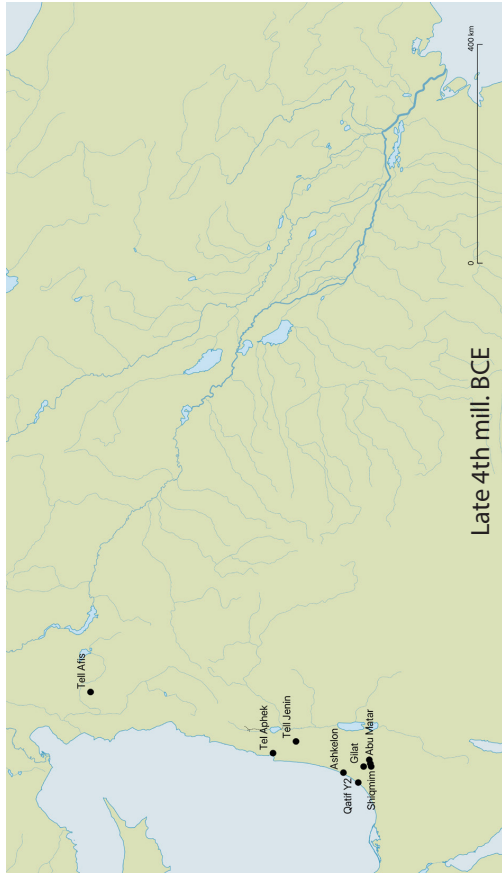 Tell Afis
Tel Aphek
Tell Jenin
Ashkelon
Qatif Y2
Gilat
Abu Matar
Shiqmim
Late 4th mill. BCE
0
400
km